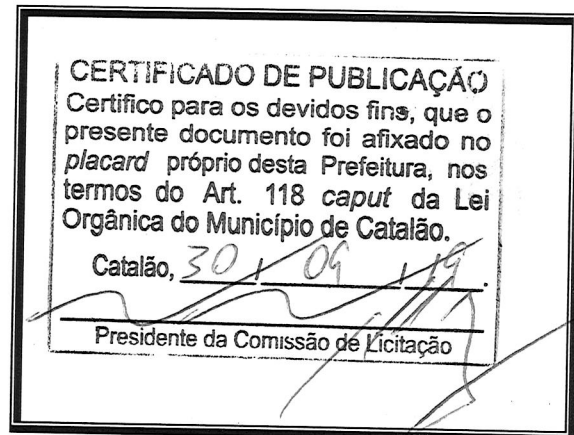 CERTIFICADO DE PUBLICAÇÃO
Certifico para os devidos fins, que o
presente documento foi afixado no
placard próprio desta Prefeitura, nos
termos do Art. 118 caput da Lei
Orgânica do Município de Catalão.
Catalão, 30 / 09 / 19.
Presidente da Comissão de Licitação